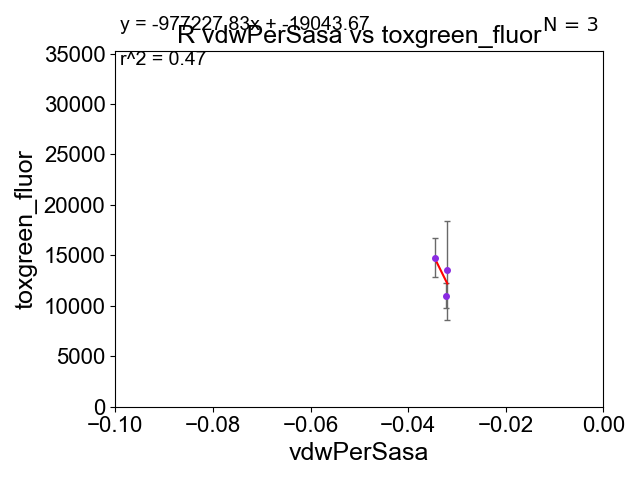 y = -977227.83x + -19043.67
N = 3
R vdwPerSasa vs toxgreen_fluor
r^2 = 0.47
toxgreen_fluor
35000
30000
25000
20000
15000
10000
5000
0
−0.10 −0.08 −0.06 −0.04 −0.02 0.00
vdwPerSasa